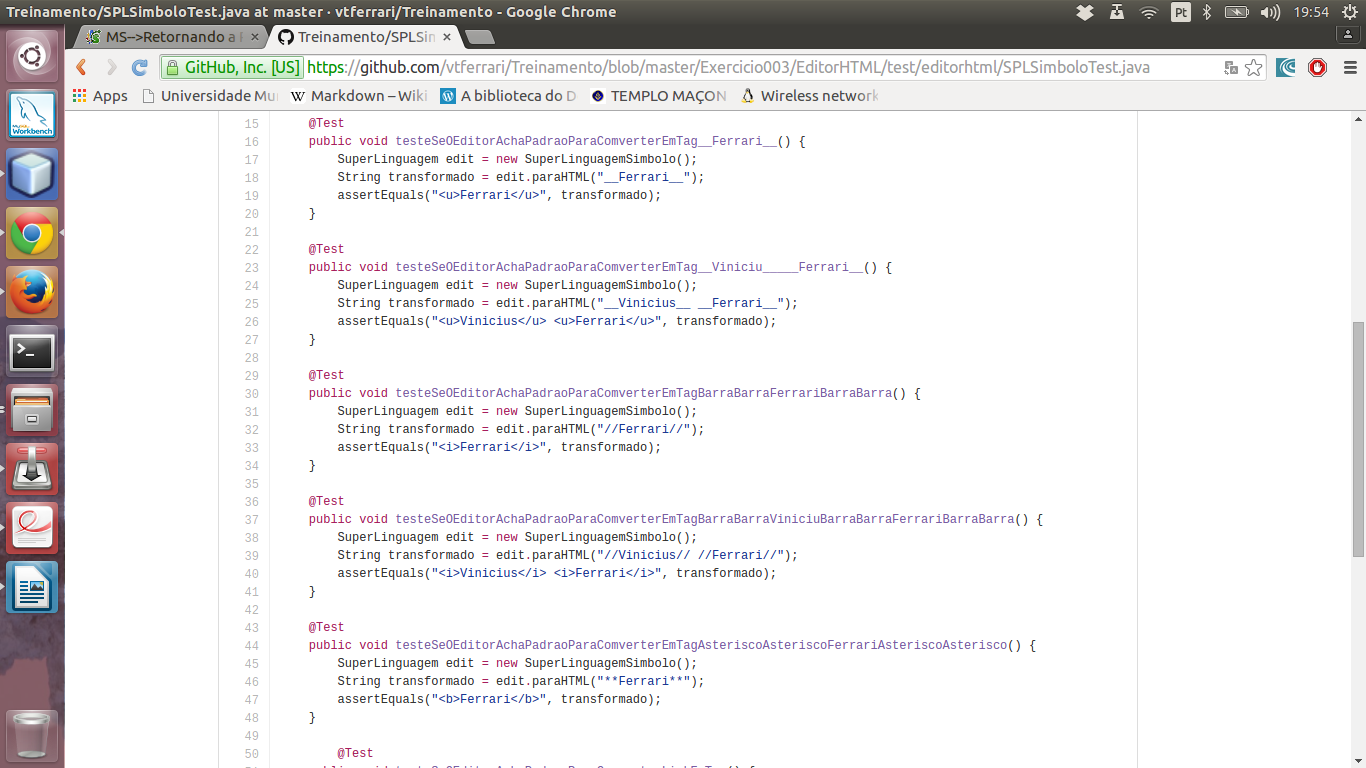 Treinamento/SPLSimboloTest.java at master · vtferrari/Treinamento - Google Chrome
Pt
19:54
MS-->Retornando a
Treinamento/SPLSim
GitHub, Inc. [US]
https://github.com/vtferrari/Treinamento/blob/master/Exercicio003/EditorHTML/test/editorhtml/SPLSimboloTest.java
Apps
Universidade Mu
Markdown – Wiki
A biblioteca do D
TEMPLO MAÇON
Wireless network
MySQL
Workbench
15 @Test
16 public void testeSeOEditorAchaPadraoParaComverterEmTag__Ferrari__() {
17 SuperLinguagem edit = new SuperLinguagemSimbolo();
18 String transformado = edit.paraHTML("__Ferrari__");
19 assertEquals("<u>Ferrari</u>", transformado);
20 }
21
22 @Test
23 public void testeSeOEditorAchaPadraoParaComverterEmTag__Viniciu_____Ferrari__() {
24 SuperLinguagem edit = new SuperLinguagemSimbolo();
25 String transformado = edit.paraHTML("__Vinicius__ __Ferrari__");
26 assertEquals("<u>Vinicius</u> <u>Ferrari</u>", transformado);
27 }
28
29 @Test
30 public void testeSeOEditorAchaPadraoParaComverterEmTagBarraBarraFerrariBarraBarra() {
31 SuperLinguagem edit = new SuperLinguagemSimbolo();
32 String transformado = edit.paraHTML("//Ferrari//");
33 assertEquals("<i>Ferrari</i>", transformado);
34 }
35
36 @Test
37 public void testeSeOEditorAchaPadraoParaComverterEmTagBarraBarraViniciuBarraBarraFerrariBarraBarra() {
38 SuperLinguagem edit = new SuperLinguagemSimbolo();
39 String transformado = edit.paraHTML("//Vinicius// //Ferrari//");
40 assertEquals("<i>Vinicius</i> <i>Ferrari</i>", transformado);
41 }
42
43 @Test
44 public void testeSeOEditorAchaPadraoParaComverterEmTagAsteriscoAsteriscoFerrariAsteriscoAsterisco() {
45 SuperLinguagem edit = new SuperLinguagemSimbolo();
46 String transformado = edit.paraHTML("**Ferrari**");
47 assertEquals("<b>Ferrari</b>", transformado);
48 }
49
50 @Test